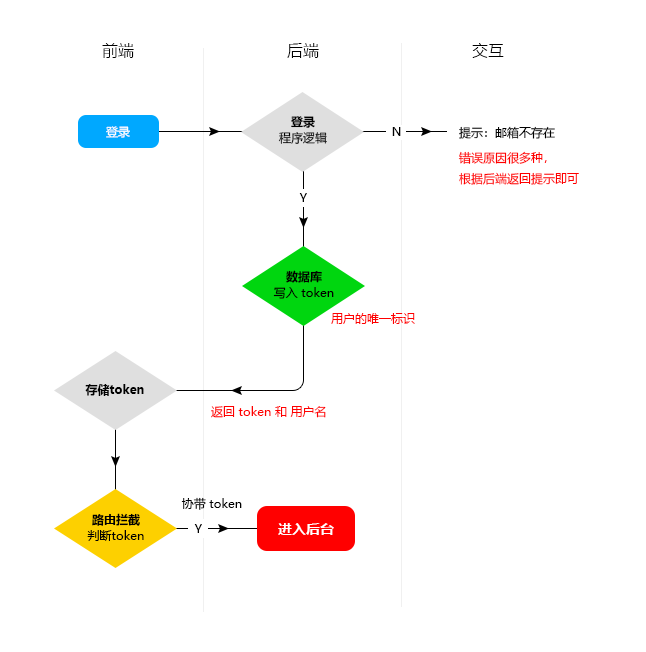 前端
后端
交互
登录
登录
程序逻辑
N
提示：邮箱不存在
错误原因很多种，
根据后端返回提示即可
Y
数据库
写入 token
用户的唯一标识
存储token
返回 token 和 用户名
协带 token
路由拦截
判断token
Y
进入后台